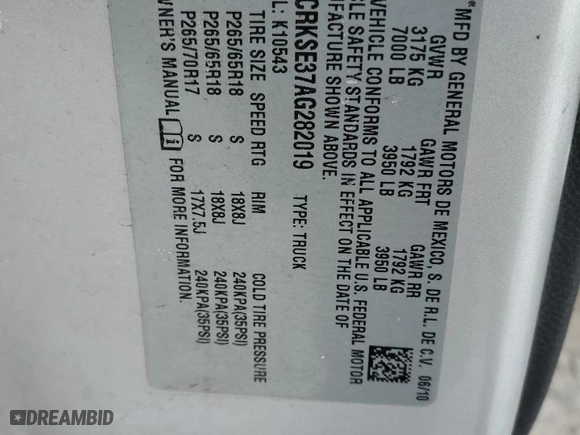 ®MFD BY GENERAL MOTORS DE MEXICO, S. DE R.L. DE C.V. 06/10
GVWR GAWR FRT GAWR RR
3175 KG 1792 KG 1792 KG
7000 LB 3950 LB 3950 LB
VEHICLE CONFORMS TO ALL APPLICABLE U.S. FEDERAL MOTOR
CLE SAFETY STANDARDS IN EFFECT ON THE DATE OF
UFACTURE SHOWN ABOVE.
CRKSE37AG282019 TYPE: TRUCK
L: K10543
TIRE SIZE SPEED RTG RIM COLD TIRE PRESSURE
P265/65R18 S 18X8J 240KPA(35PSI)
P265/65R18 S 18X8J 240KPA(35PSI)
P265/70R17 S 17X7.5J 240KPA(35PSI)
WNER'S MANUAL FOR MORE INFORMATION.
DREAMBID